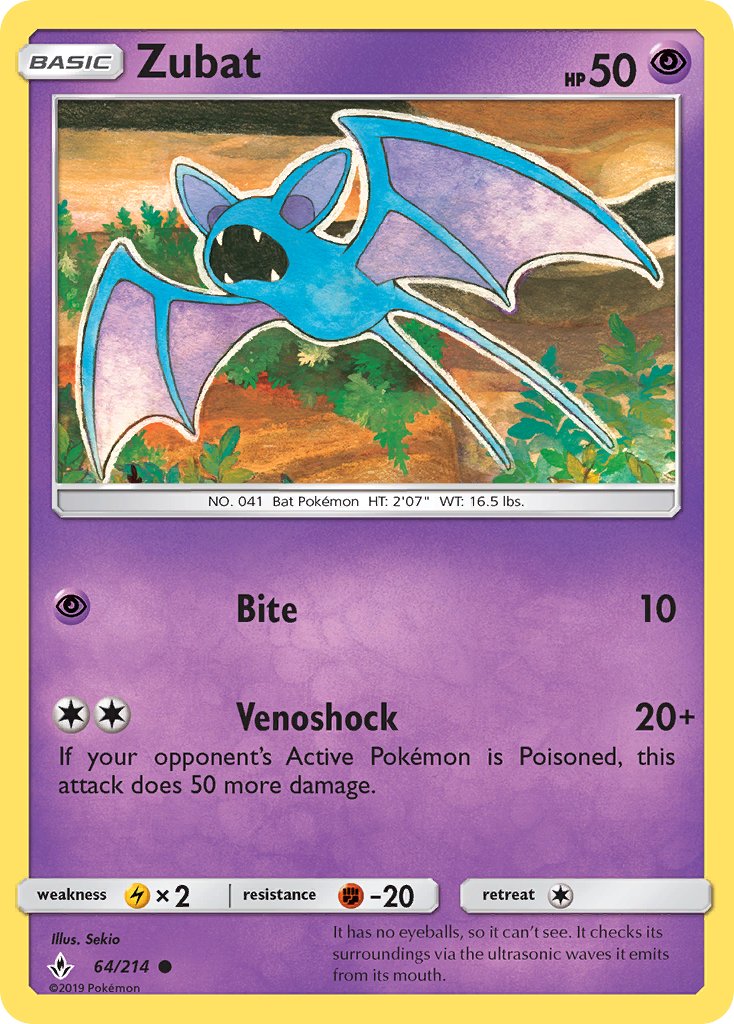 BASIC Zubat HP 50
NO. 041 Bat Pokémon HT: 2'07" WT: 16.5 lbs.
Bite 10
Venoshock 20+
If your opponent's Active Pokémon is Poisoned, this
attack does 50 more damage.
weakness × 2 resistance -20 retreat
Illus. Sekio
64/214
©2019 Pokémon
It has no eyeballs, so it can't see. It checks its
surroundings via the ultrasonic waves it emits
from its mouth.